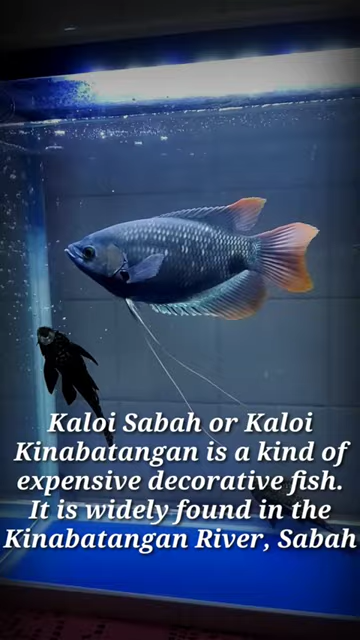 Kaloi Sabah or Kaloi
Kinabatangan is a kind of
expensive decorative fish.
It is widely found in the
Kinabatangan River, Sabah